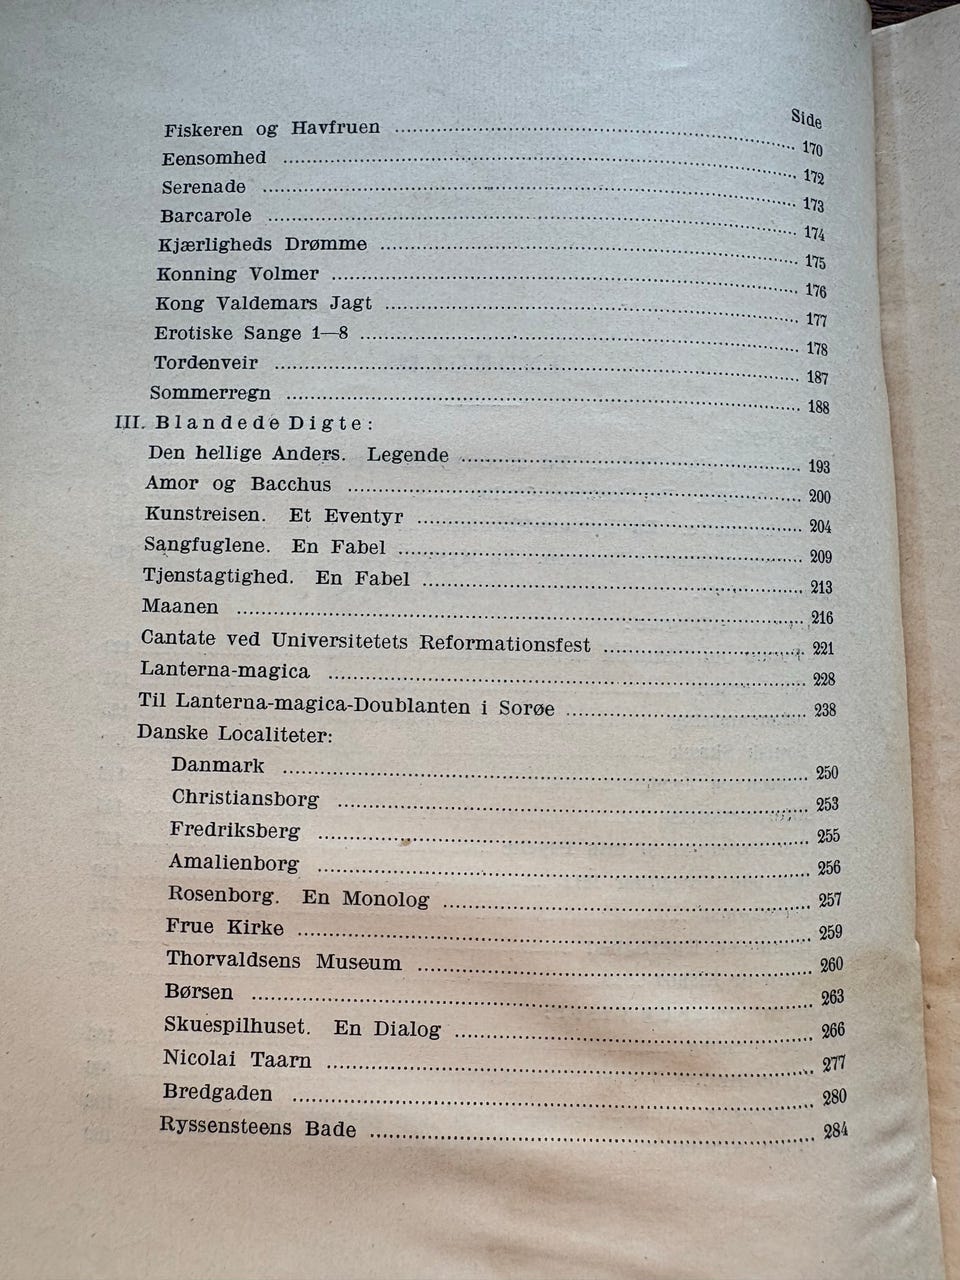 Side
Fiskeren og Havfruen ........ 170
Eensomhed ........ 172
Serenade ........ 173
Barcarole ........ 174
Kjærligheds Drømme ........ 175
Konning Volmer ........ 176
Kong Valdemars Jagt ........ 177
Erotiske Sange 1—8 ........ 178
Tordenveir ........ 187
Sommerregn ........ 188
III. Blandede Digte:
Den hellige Anders. Legende ........ 193
Amor og Bacchus ........ 200
Kunstreisen. Et Eventyr ........ 204
Sangfuglene. En Fabel ........ 209
Tjenstagtighed. En Fabel ........ 213
Maanen ........ 216
Cantate ved Universitetets Reformationsfest ........ 221
Lanterna-magica ........ 228
Til Lanterna-magica-Doublanten i Sorøe ........ 238
Danske Localiteter:
Danmark ........ 250
Christiansborg ........ 253
Fredriksberg ........ 255
Amalienborg ........ 256
Rosenborg. En Monolog ........ 257
Frue Kirke ........ 259
Thorvaldsens Museum ........ 260
Børsen ........ 263
Skuespilhuset. En Dialog ........ 266
Nicolai Taarn ........ 277
Bredgaden ........ 280
Ryssensteens Bade ........ 284